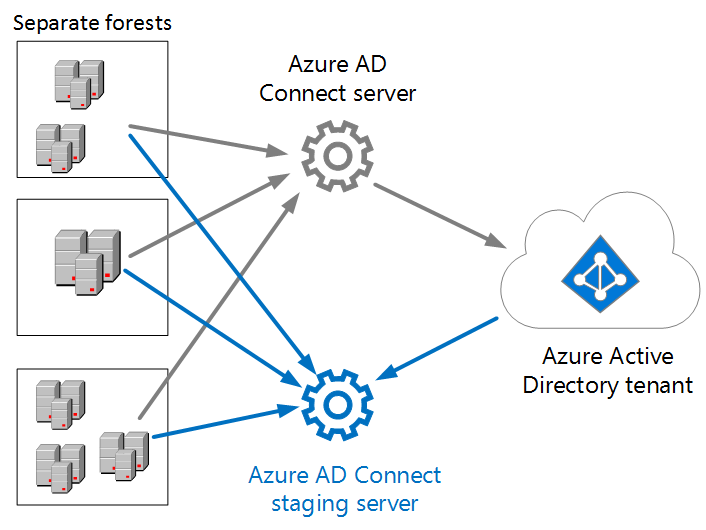 Separate forests
Azure AD
Connect server
Azure Active
Directory tenant
Azure AD Connect
staging server